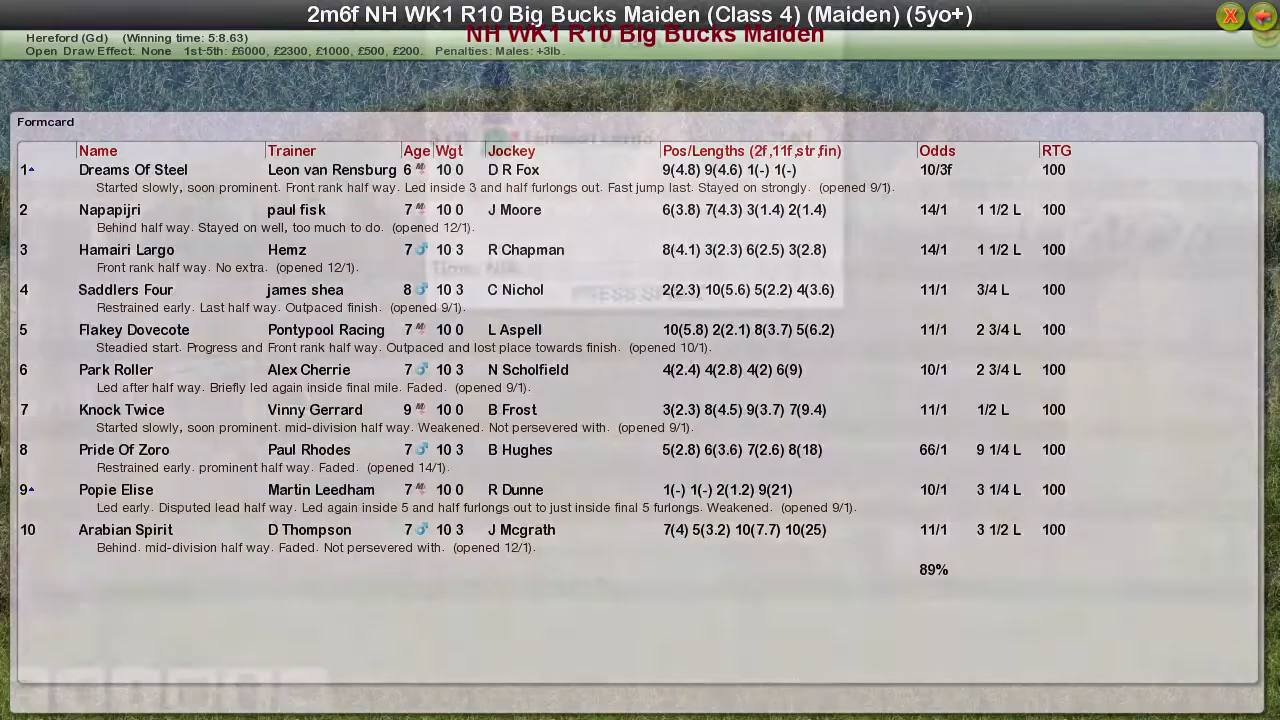 2m6f NH WK1 R10 Big Bucks Maiden (Class 4) (Maiden) (5yo+)
NH WK1 R10 Big Bucks Maiden
Hereford (Gd) (Winning time: 5:8.63)
Open Draw Effect: None 1st-5th: £6000, £2300, £1000, £500, £200. Penalties: Males: +3lb.
Formcard
Name Trainer Age Wgt Jockey Pos/Lengths (2f,11f,str,fin) Odds RTG
1 Dreams Of Steel Leon van Rensburg 6 10 0 D R Fox 9(4.8) 9(4.6) 1(-) 1(-) 10/3f 100
Started slowly, soon prominent. Front rank half way. Led inside 3 and half furlongs out. Fast jump last. Stayed on strongly. (opened 9/1).
2 Napapijri paul fisk 7 10 0 J Moore 6(3.8) 7(4.3) 3(1.4) 2(1.4) 14/1 1 1/2 L 100
Behind half way. Stayed on well, too much to do. (opened 12/1).
3 Hamairi Largo Hemz 7 10 3 R Chapman 8(4.1) 3(2.3) 6(2.5) 3(2.8) 14/1 1 1/2 L 100
Front rank half way. No extra. (opened 12/1).
4 Saddlers Four james shea 8 10 3 C Nichol 2(2.3) 10(5.6) 5(2.2) 4(3.6) 11/1 3/4 L 100
Restrained early. Last half way. Outpaced finish. (opened 9/1).
5 Flakey Dovecote Pontypool Racing 7 10 0 L Aspell 10(5.8) 2(2.1) 8(3.7) 5(6.2) 11/1 2 3/4 L 100
Steadied start. Progress and Front rank half way. Outpaced and lost place towards finish. (opened 10/1).
6 Park Roller Alex Cherrie 7 10 3 N Scholfield 4(2.4) 4(2.8) 4(2) 6(9) 10/1 2 3/4 L 100
Led after half way. Briefly led again inside final mile. Faded. (opened 9/1).
7 Knock Twice Vinny Gerrard 9 10 0 B Frost 3(2.3) 8(4.5) 9(3.7) 7(9.4) 11/1 1/2 L 100
Started slowly, soon prominent. mid-division half way. Weakened. Not persevered with. (opened 9/1).
8 Pride Of Zoro Paul Rhodes 7 10 3 B Hughes 5(2.8) 6(3.6) 7(2.6) 8(18) 66/1 9 1/4 L 100
Restrained early. prominent half way. Faded. (opened 14/1).
9 Popie Elise Martin Leedham 7 10 0 R Dunne 1(-) 1(-) 2(1.2) 9(21) 10/1 3 1/4 L 100
Led early. Disputed lead half way. Led again inside 5 and half furlongs out to just inside final 5 furlongs. Weakened. (opened 9/1).
10 Arabian Spirit D Thompson 7 10 3 J Mcgrath 7(4) 5(3.2) 10(7.7) 10(25) 11/1 3 1/2 L 100
Behind. mid-division half way. Faded. Not persevered with. (opened 12/1).
89%